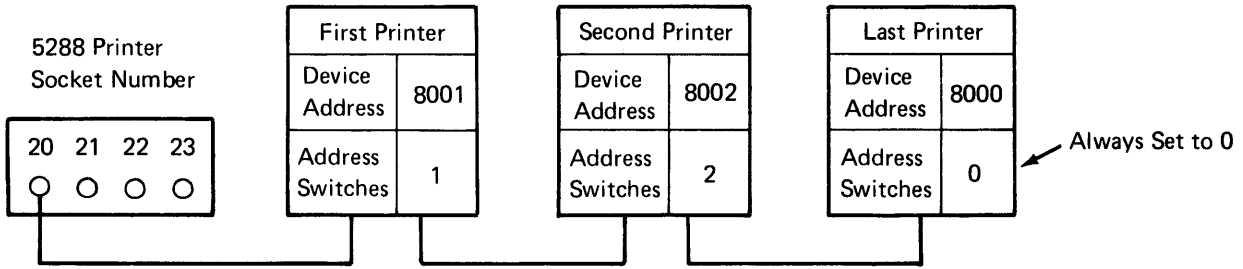 5288 Printer
Socket Number
20 21 22 23
First Printer
Device
Address
8001
Address
Switches
1
Second Printer
Device
Address
8002
Address
Switches
2
Last Printer
Device
Address
8000
Address
Switches
0
Always Set to 0